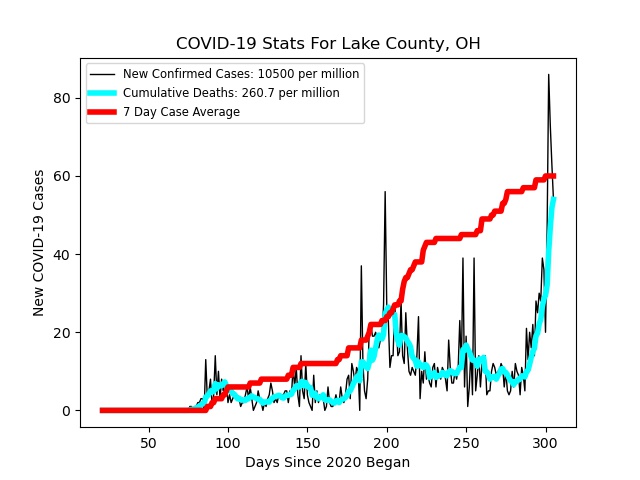 COVID-19 Stats For Lake County, OH
New Confirmed Cases: 10500 per million
Cumulative Deaths: 260.7 per million
7 Day Case Average
New COVID-19 Cases
80
60
40
20
0
50 100 150 200 250 300
Days Since 2020 Began